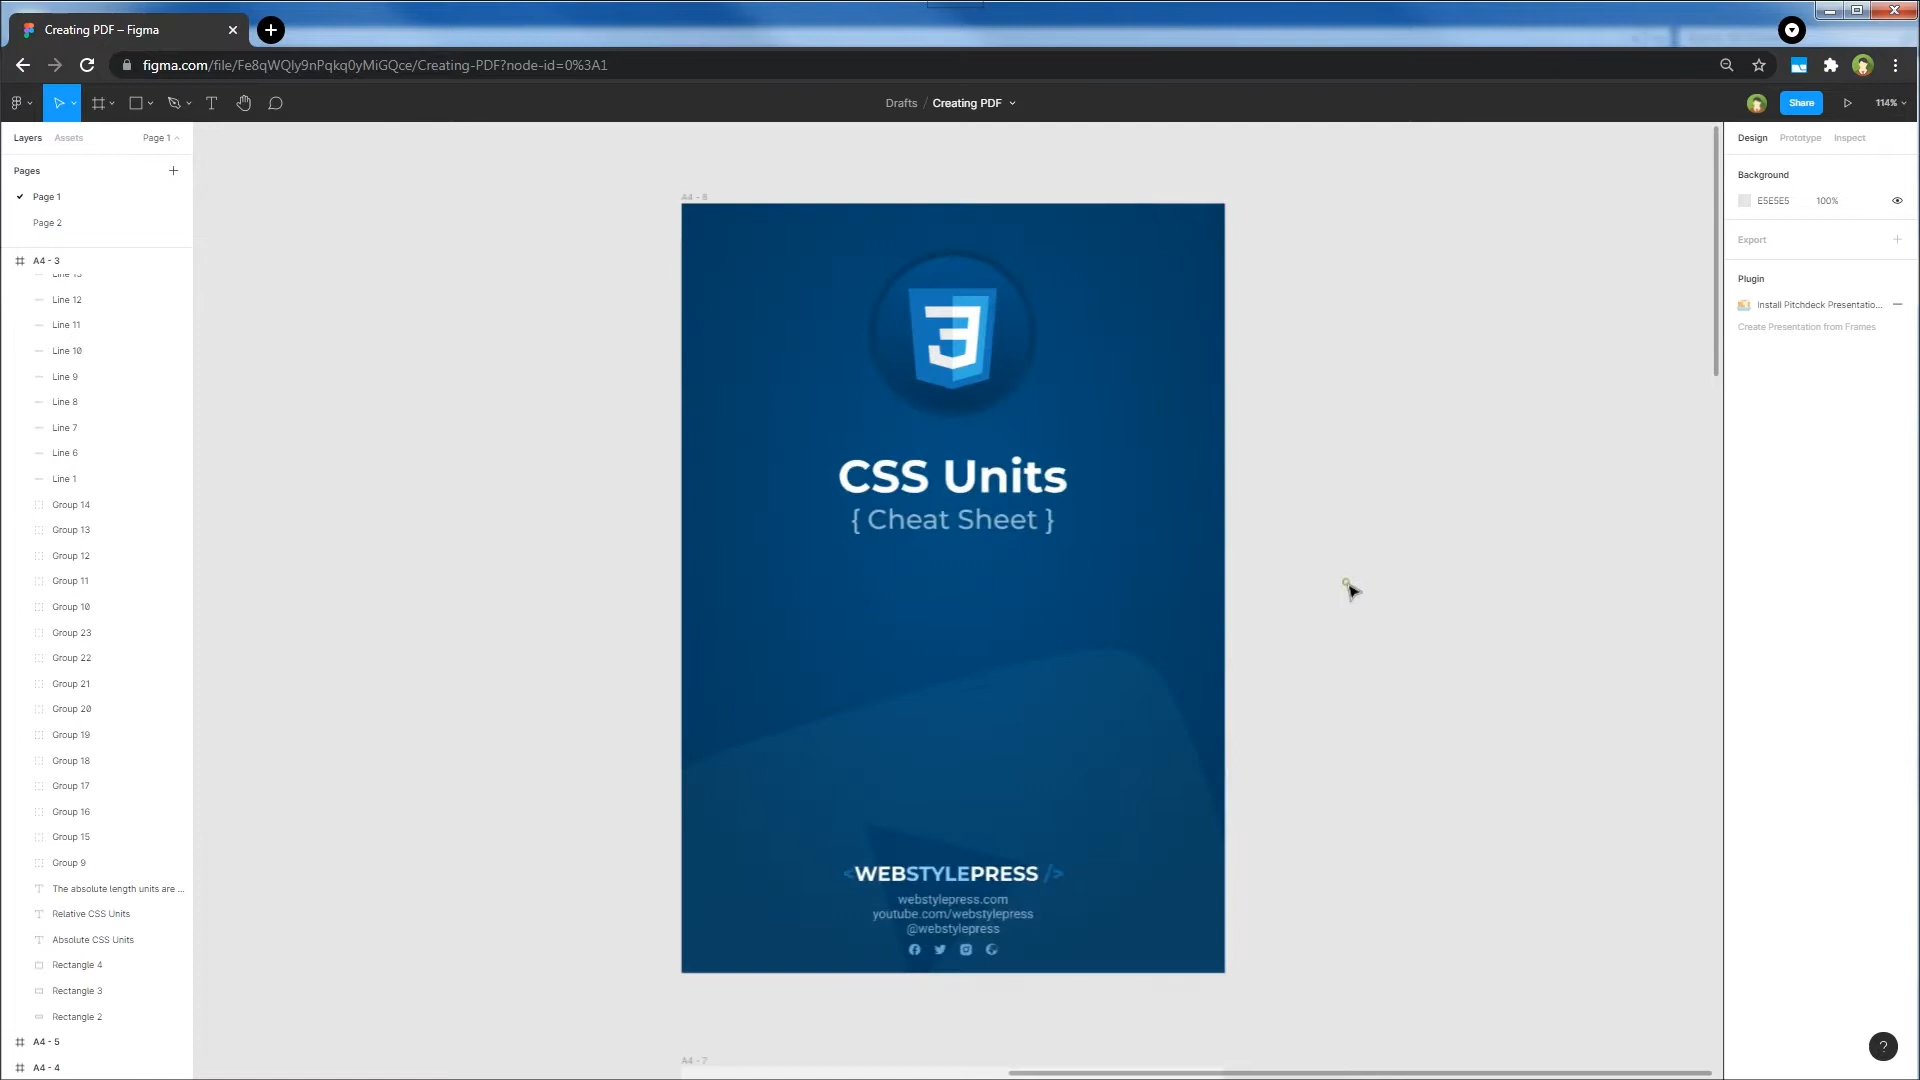 Creating PDF – Figma
figma.com/file/Fe8qWQly9nPqkq0yMiGQce/Creating-PDF?node-id=0%3A1
Drafts / Creating PDF
Share
114%
Layers
Assets
Page 1
Pages
Page 1
Page 2
A4 - 3
Line 12
Line 11
Line 10
Line 9
Line 8
Line 7
Line 6
Line 1
Group 14
Group 13
Group 12
Group 11
Group 10
Group 23
Group 22
Group 21
Group 20
Group 19
Group 18
Group 17
Group 16
Group 15
Group 9
The absolute length units are ...
Relative CSS Units
Absolute CSS Units
Rectangle 4
Rectangle 3
Rectangle 2
A4 - 5
A4 - 4
A4 - 8
CSS Units
{ Cheat Sheet }
<WEBSTYLEPRESS />
webstylepress.com
youtube.com/webstylepress
@webstylepress
A4 - 7
Design
Prototype
Inspect
Background
E5E5E5
100%
Export
Plugin
Install Pitchdeck Presentatio...
Create Presentation from Frames
?